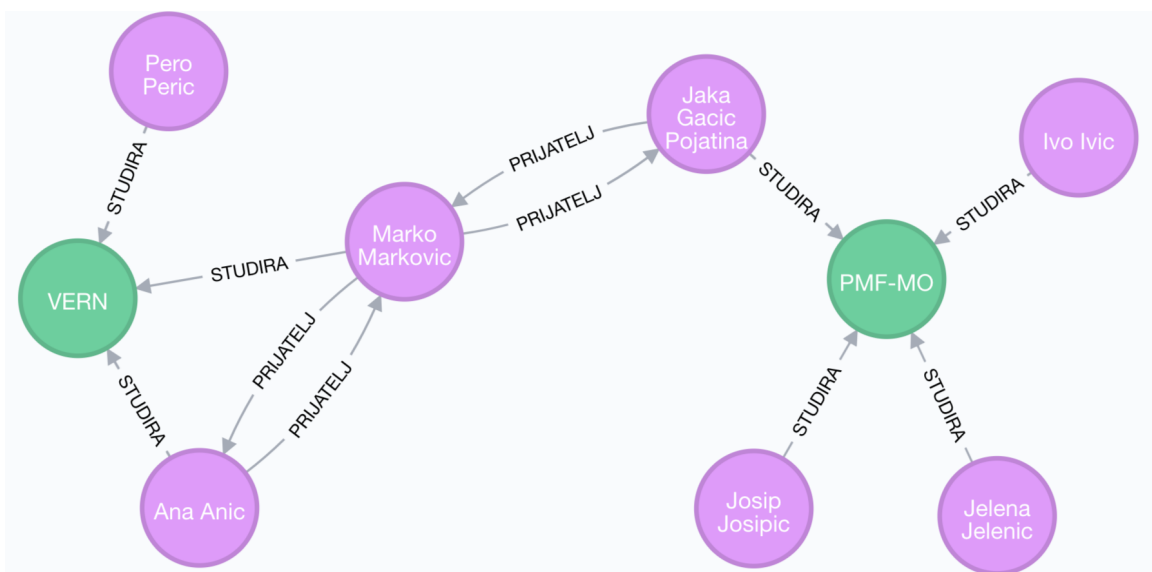 Pero
Peric
STUDIRA
VERN
STUDIRA
Marko
Markovic
PRIJATELJ
PRIJATELJ
Jaka
Gacic
Pojatina
STUDIRA
PMF-MO
STUDIRA
Ivo Ivic
PRIJATELJ
PRIJATELJ
STUDIRA
Ana Anic
STUDIRA
STUDIRA
Josip
Josipic
Jelena
Jelenic